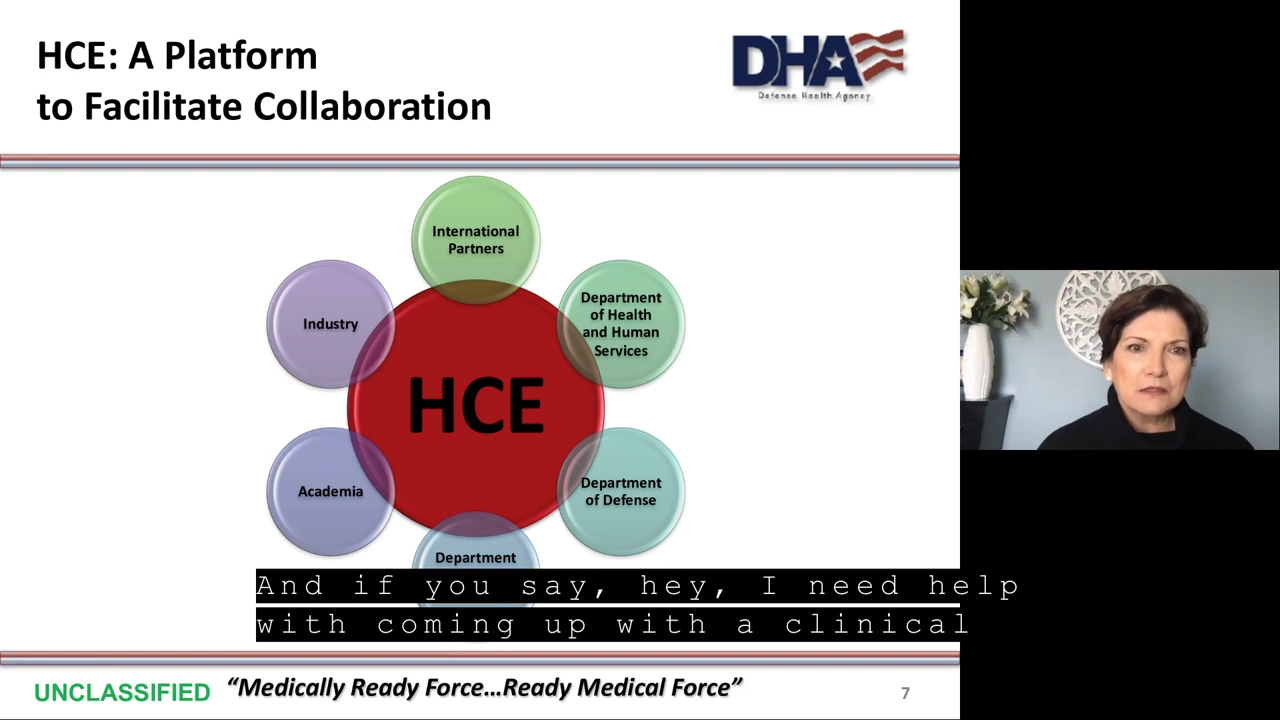 HCE: A Platform
to Facilitate Collaboration
DHA
Defense Health Agency
International
Partners
Industry
Department
of Health
and Human
Services
HCE
Academia
Department
of Defense
Department
And if you say, hey, I need help
with coming up with a clinical
UNCLASSIFIED
“Medically Ready Force...Ready Medical Force”
7